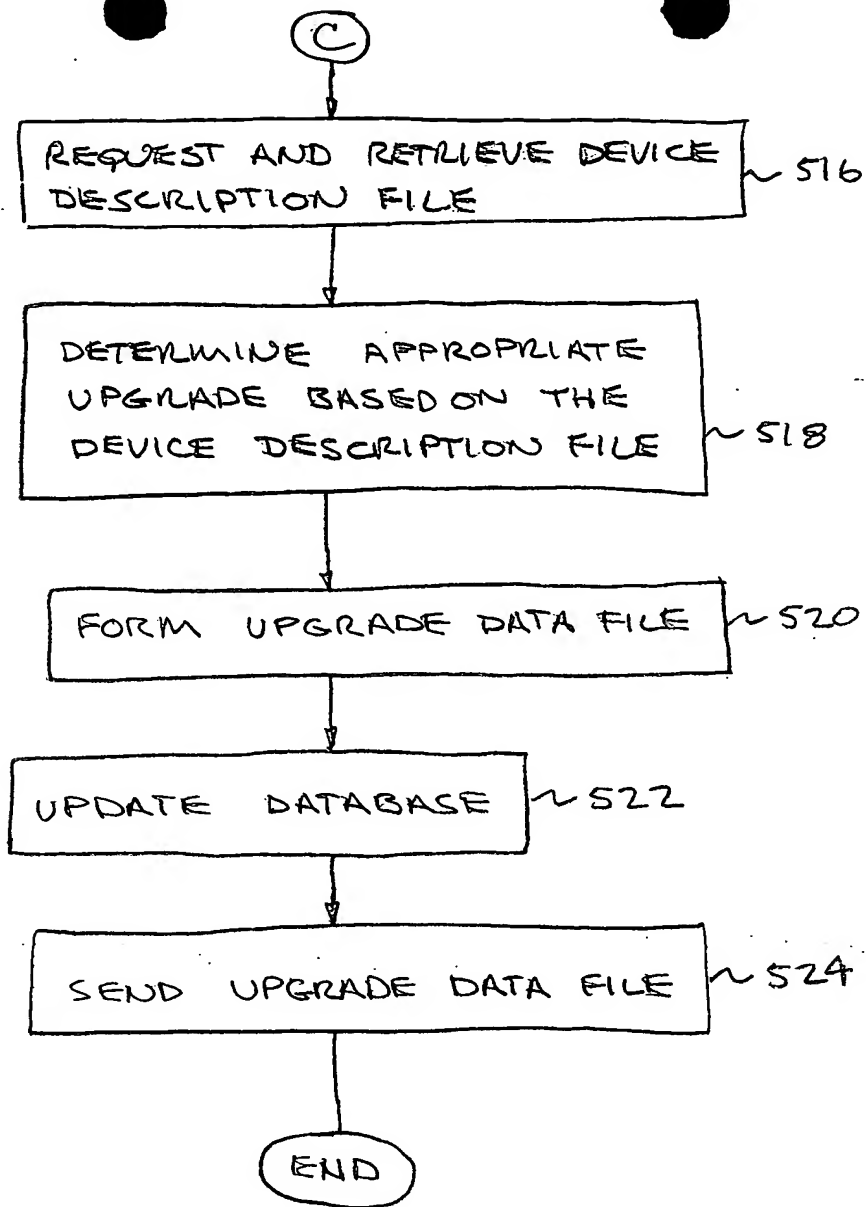 C
REQUEST AND RETRIEVE DEVICE
DESCRIPTION FILE
516
DETERMINE APPROPRIATE
UPGRADE BASED ON THE
DEVICE DESCRIPTION FILE
518
FORM UPGRADE DATA FILE
520
UPDATE DATABASE
522
SEND UPGRADE DATA FILE
524
END